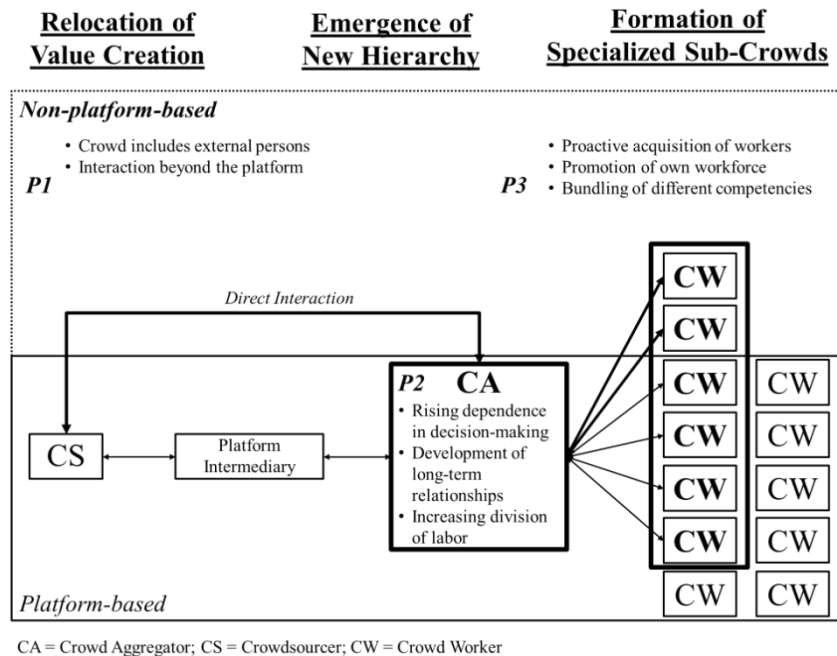 Relocation of
Value Creation
Emergence of
New Hierarchy
Formation of
Specialized Sub-Crowds
Non-platform-based
P1
• Crowd includes external persons
• Interaction beyond the platform
P3
• Proactive acquisition of workers
• Promotion of own workforce
• Bundling of different competencies
Direct Interaction
CS
Platform
Intermediary
P2 CA
• Rising dependence
in decision-making
• Development of
long-term
relationships
• Increasing division
of labor
CW
CW
CW CW
CW CW
CW CW
CW CW
CW CW
Platform-based
CA = Crowd Aggregator; CS = Crowdsourcer; CW = Crowd Worker